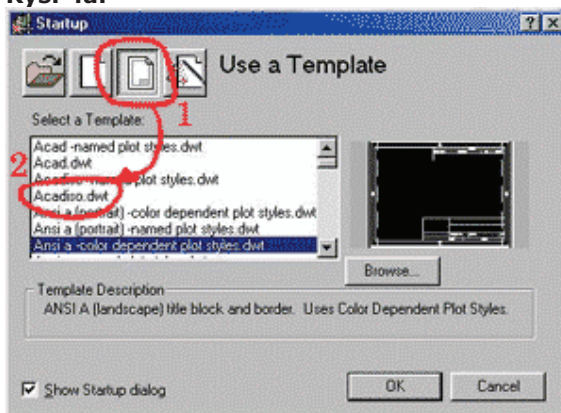 Startup
Use a Template
1
Select a Template:
2
Acad -named plot styles.dwt
Acad.dwt
plot styles.dwt
Acadiso.dwt
Ansi a (portrait) -color dependent plot styles.dwt
Ansi a (portrait) -named plot styles.dwt
Ansi a -color dependent plot styles.dwt
Browse...
Template Description
ANSI A (landscape) title block and border. Uses Color Dependent Plot Styles.
Show Startup dialog
OK
Cancel